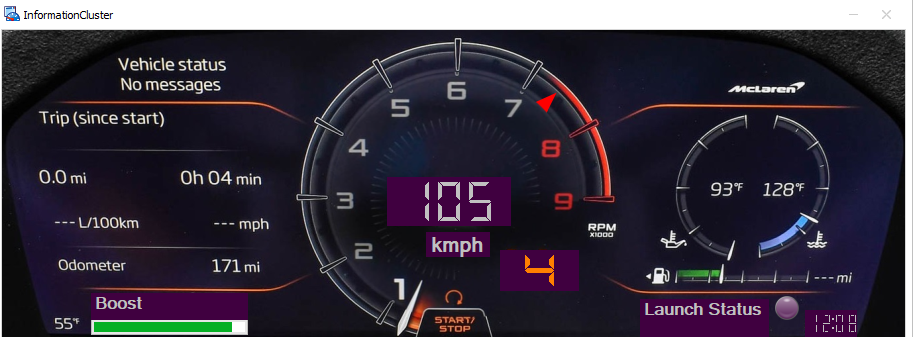 InformationCluster
Vehicle status
No messages
McLaren
Trip (since start)
0.0 mi 0h 04 min
--- L/100km --- mph
Odometer 171 mi
Boost
55°F
1
2
3
4
5
6
7
8
9
RPM
X1000
105
kmph
4
START/
STOP
93°F 128°F
--- mi
Launch Status
12:00